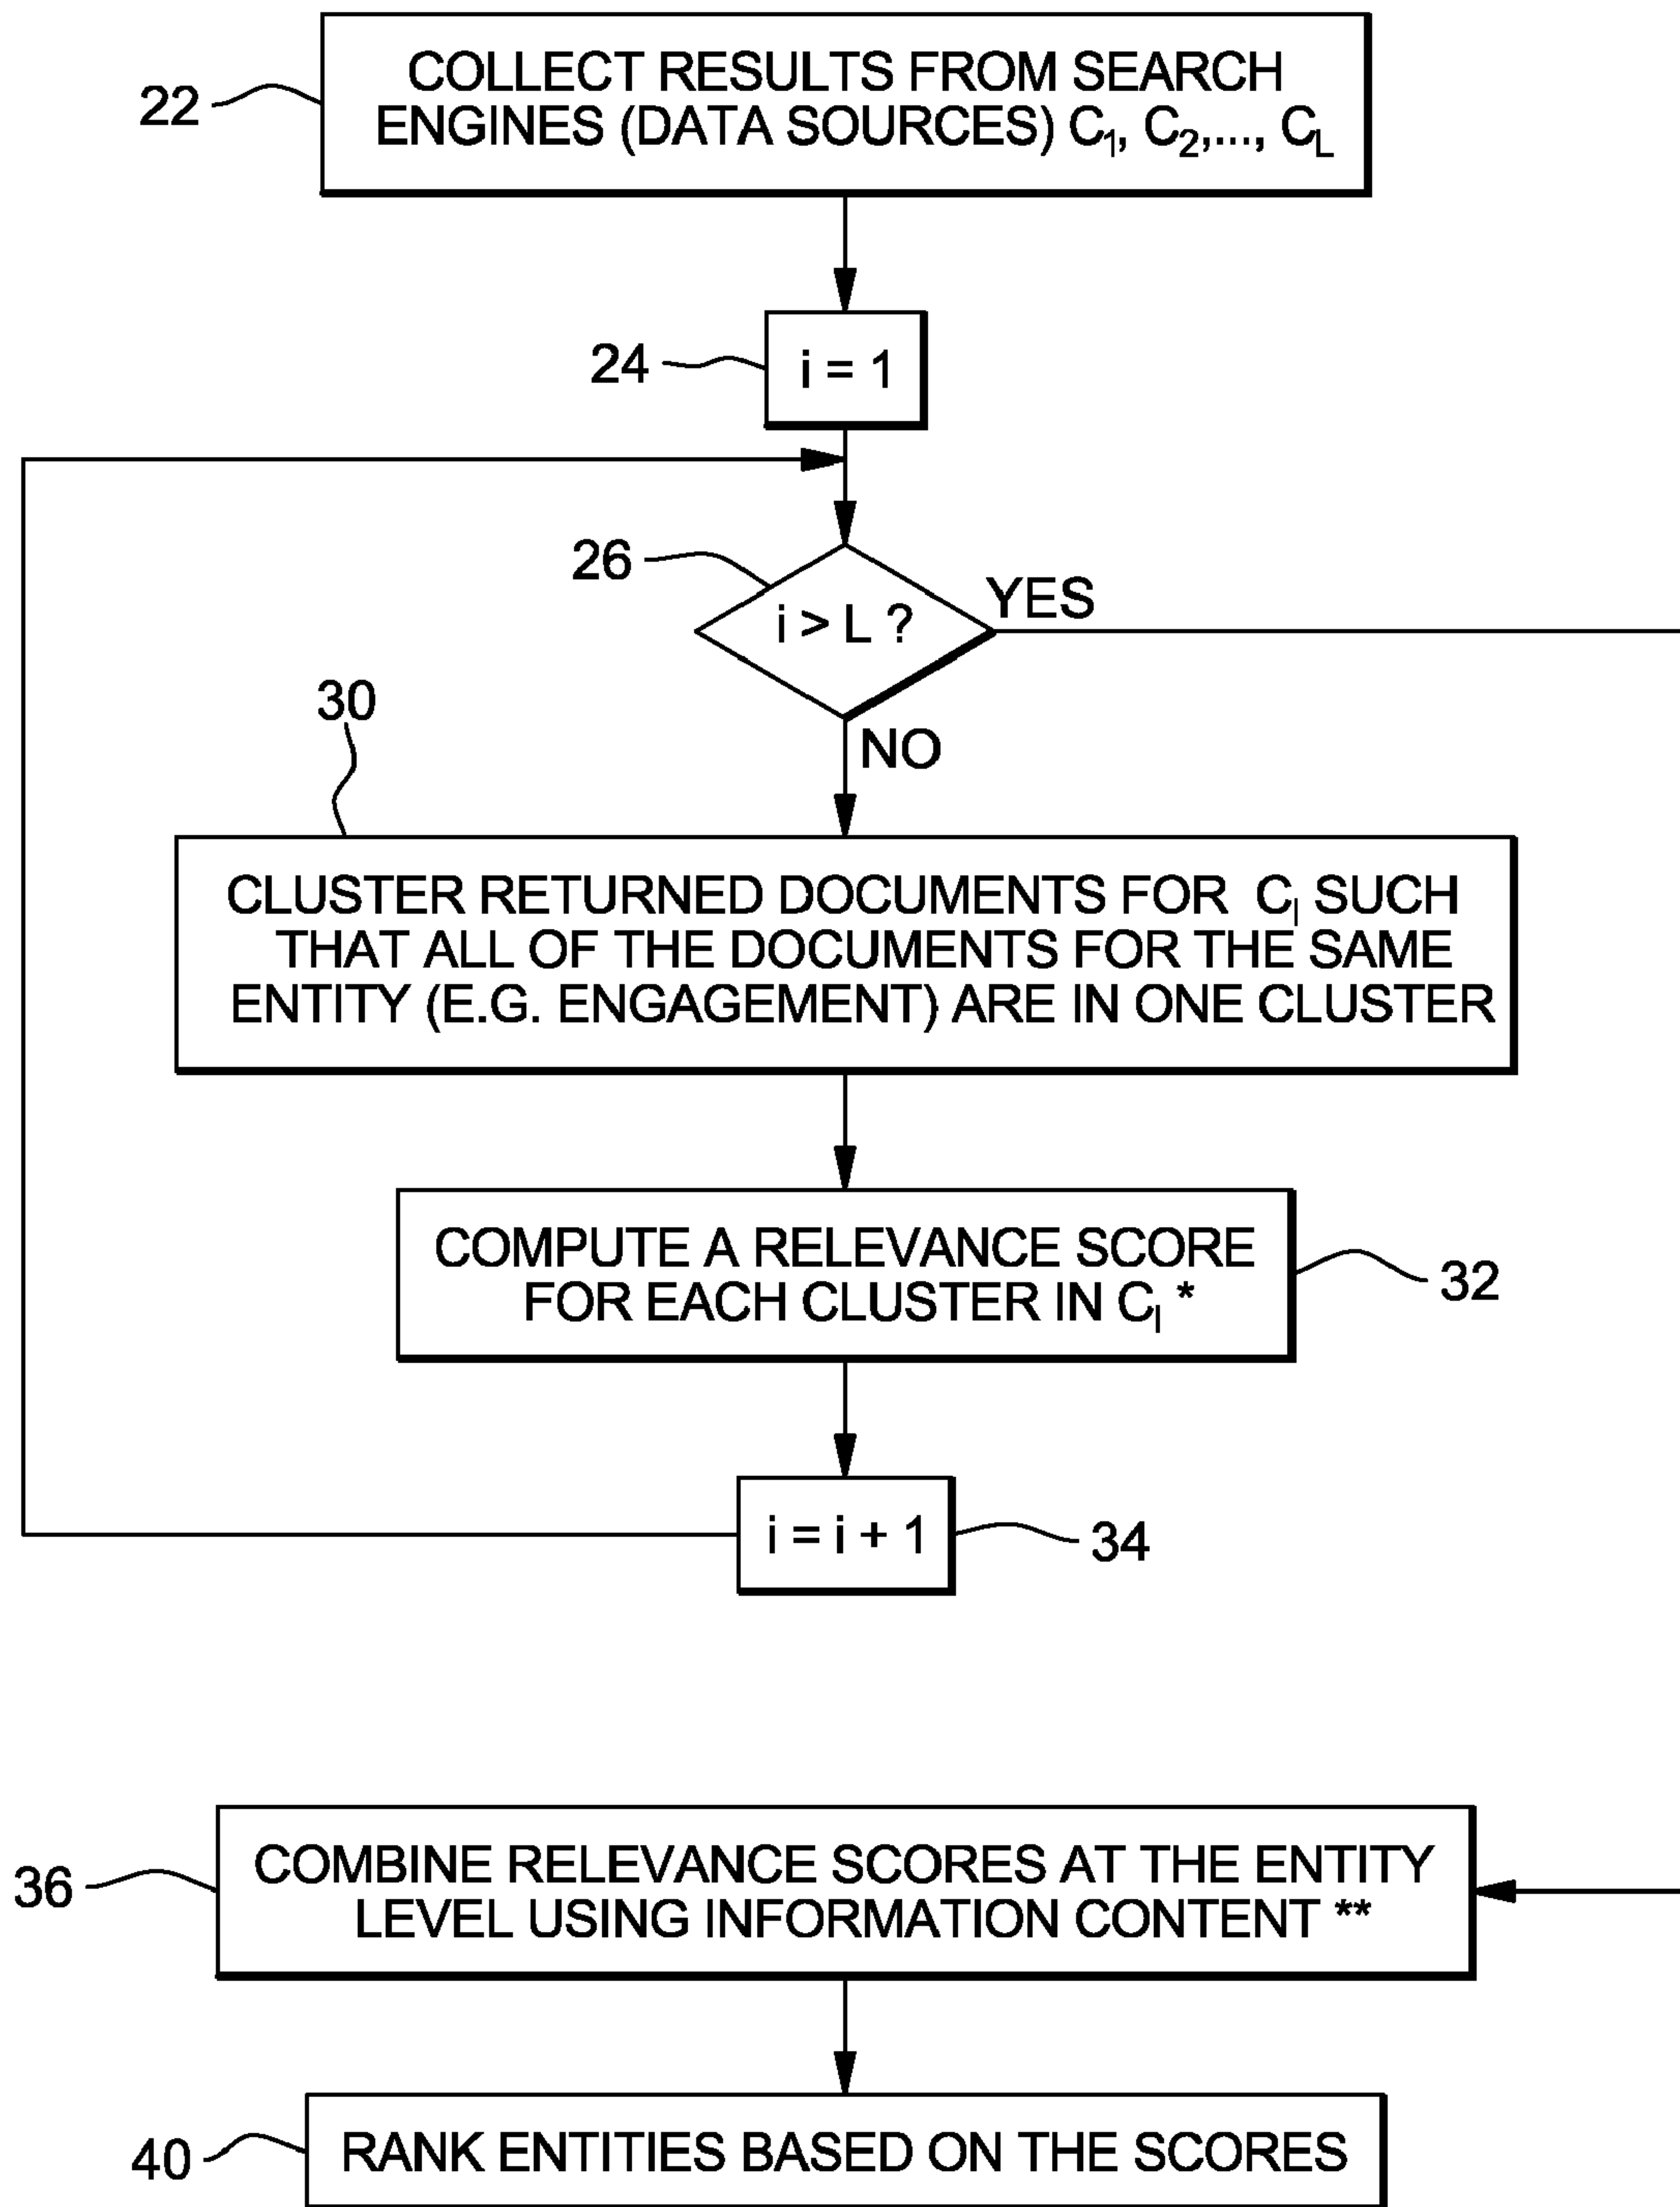 COLLECT RESULTS FROM SEARCH
ENGINES (DATA SOURCES) C₁, C₂,..., C_L
22
24
i = 1
26
i > L ?
YES
NO
30
CLUSTER RETURNED DOCUMENTS FOR C_I SUCH
THAT ALL OF THE DOCUMENTS FOR THE SAME
ENTITY (E.G. ENGAGEMENT) ARE IN ONE CLUSTER
COMPUTE A RELEVANCE SCORE
FOR EACH CLUSTER IN C_I *
32
i = i + 1
34
36
COMBINE RELEVANCE SCORES AT THE ENTITY
LEVEL USING INFORMATION CONTENT **
40
RANK ENTITIES BASED ON THE SCORES